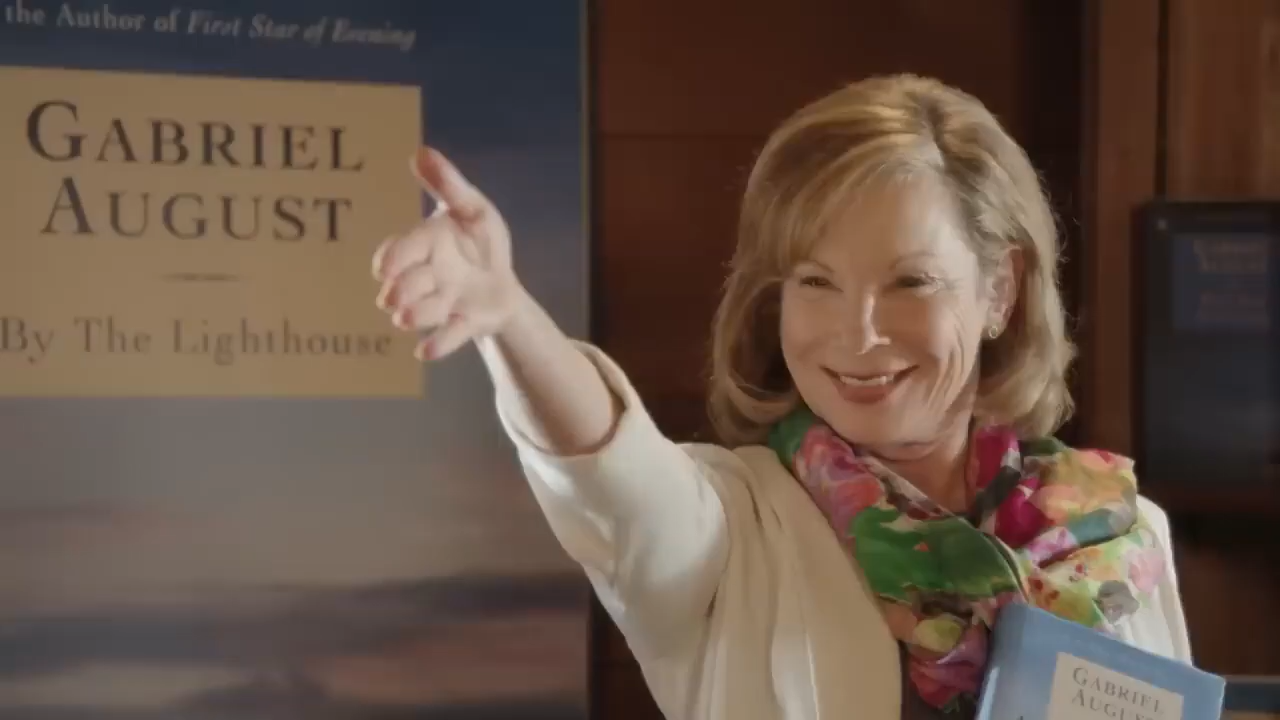 the Author of First Star of Evening
GABRIEL
AUGUST
By The Lighthouse
GABRIEL
AUGUST